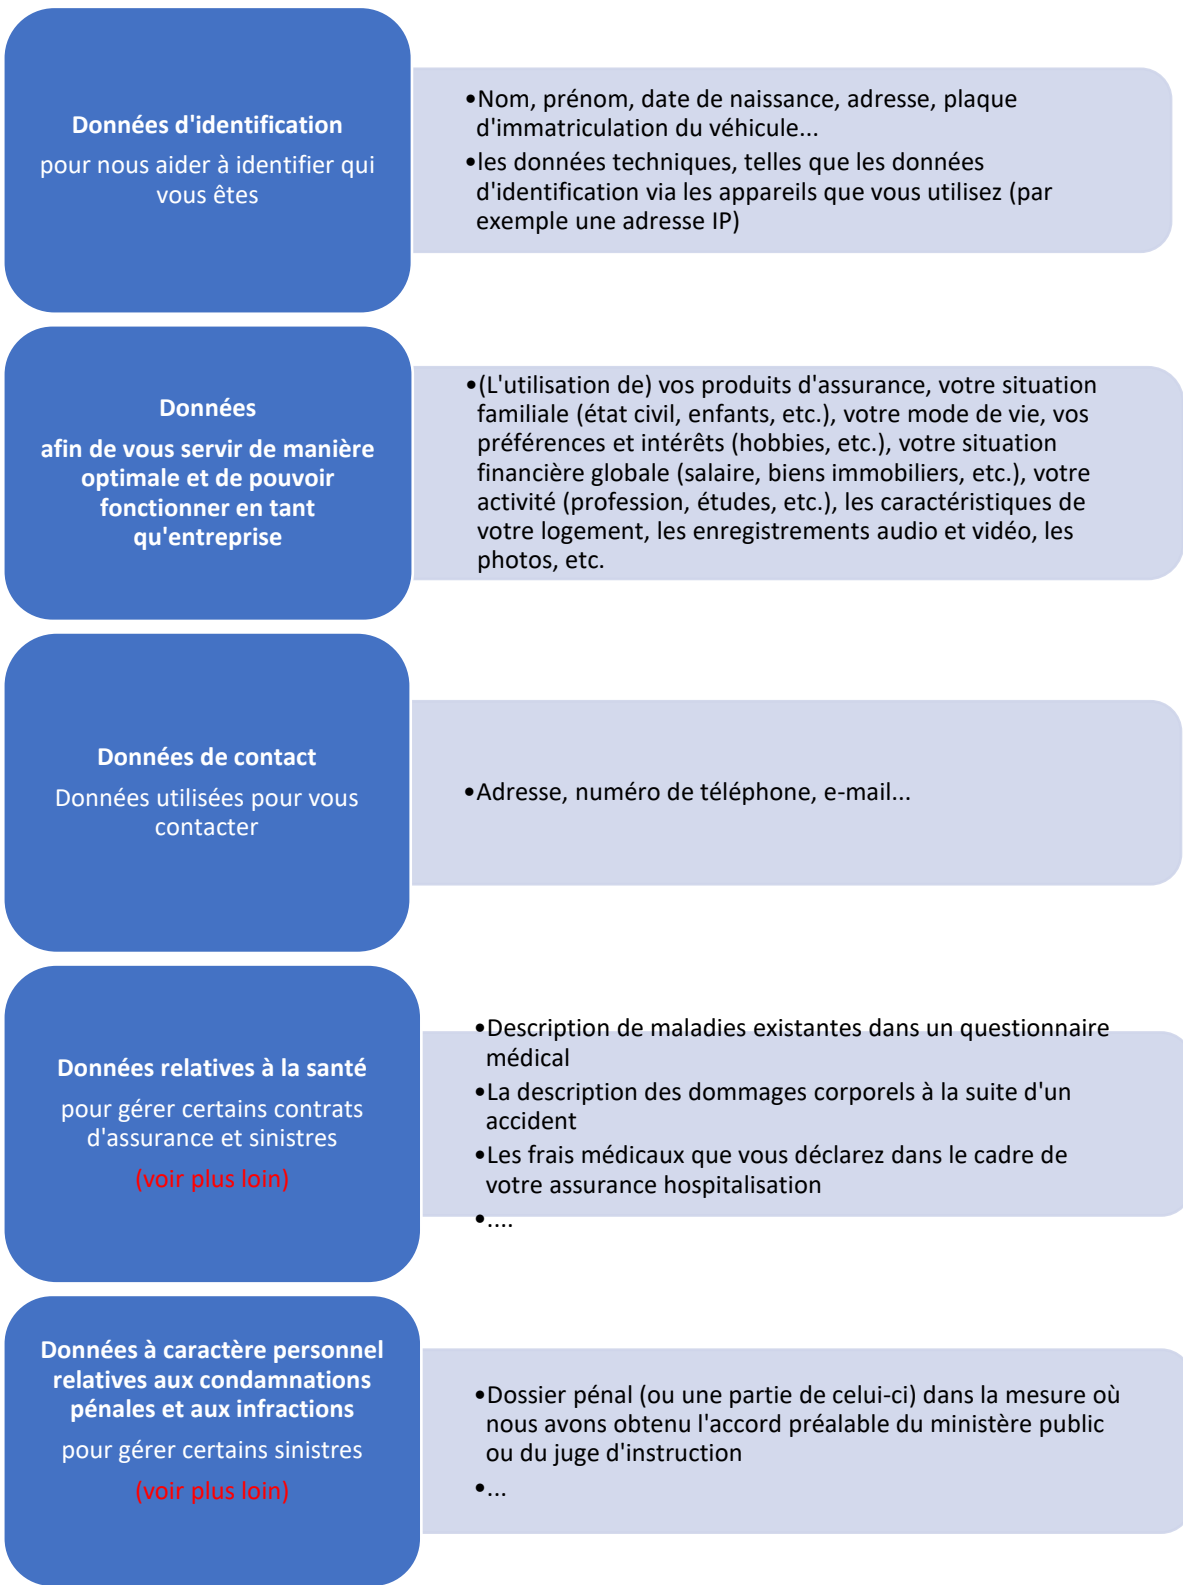 Données d'identification
pour nous aider à identifier qui
vous êtes
•Nom, prénom, date de naissance, adresse, plaque
d'immatriculation du véhicule...
•les données techniques, telles que les données
d'identification via les appareils que vous utilisez (par
exemple une adresse IP)
Données
afin de vous servir de manière
optimale et de pouvoir
fonctionner en tant
qu'entreprise
•(L'utilisation de) vos produits d'assurance, votre situation
familiale (état civil, enfants, etc.), votre mode de vie, vos
préférences et intérêts (hobbies, etc.), votre situation
financière globale (salaire, biens immobiliers, etc.), votre
activité (profession, études, etc.), les caractéristiques de
votre logement, les enregistrements audio et vidéo, les
photos, etc.
Données de contact
Données utilisées pour vous
contacter
•Adresse, numéro de téléphone, e-mail...
Données relatives à la santé
pour gérer certains contrats
d'assurance et sinistres
(voir plus loin)
•Description de maladies existantes dans un questionnaire
médical
•La description des dommages corporels à la suite d'un
accident
•Les frais médicaux que vous déclarez dans le cadre de
votre assurance hospitalisation
•....
Données à caractère personnel
relatives aux condamnations
pénales et aux infractions
pour gérer certains sinistres
(voir plus loin)
•Dossier pénal (ou une partie de celui-ci) dans la mesure où
nous avons obtenu l'accord préalable du ministère public
ou du juge d'instruction
•...